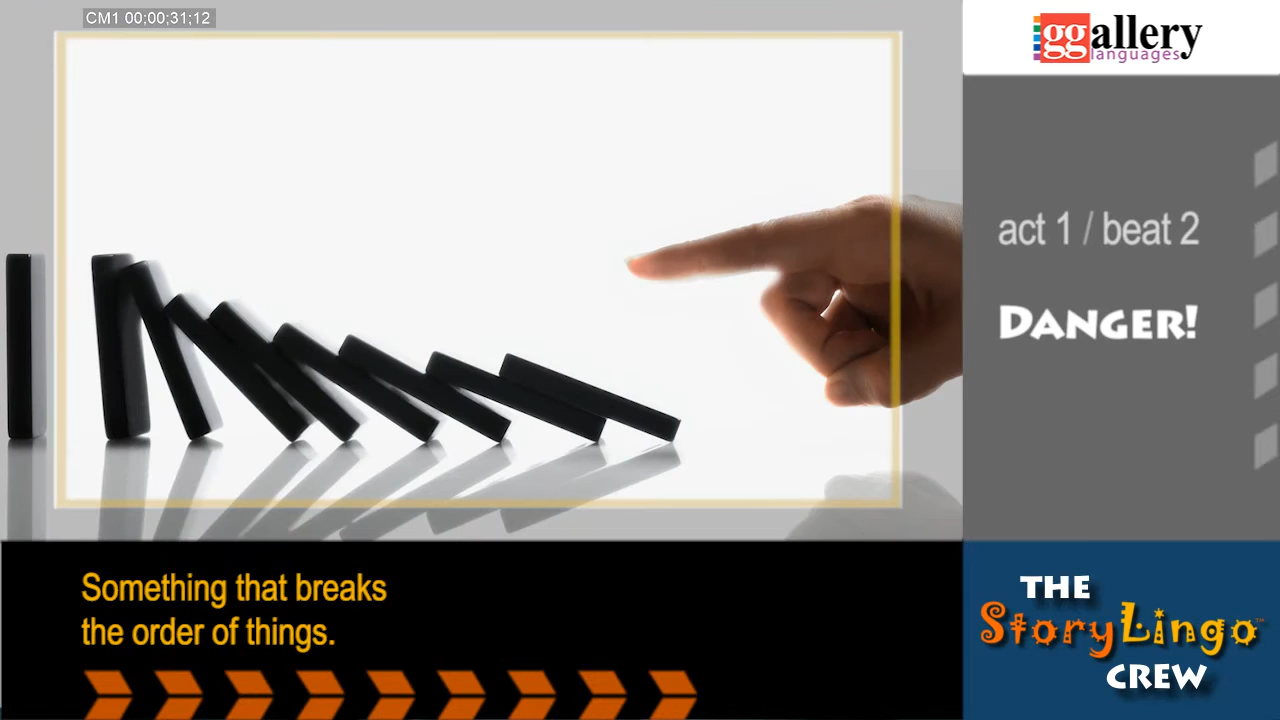 CM1 00;00;31;12
ggallery
languages
act 1 / beat 2
DANGER!
Something that breaks
the order of things.
THE
StoryLingo™
CREW